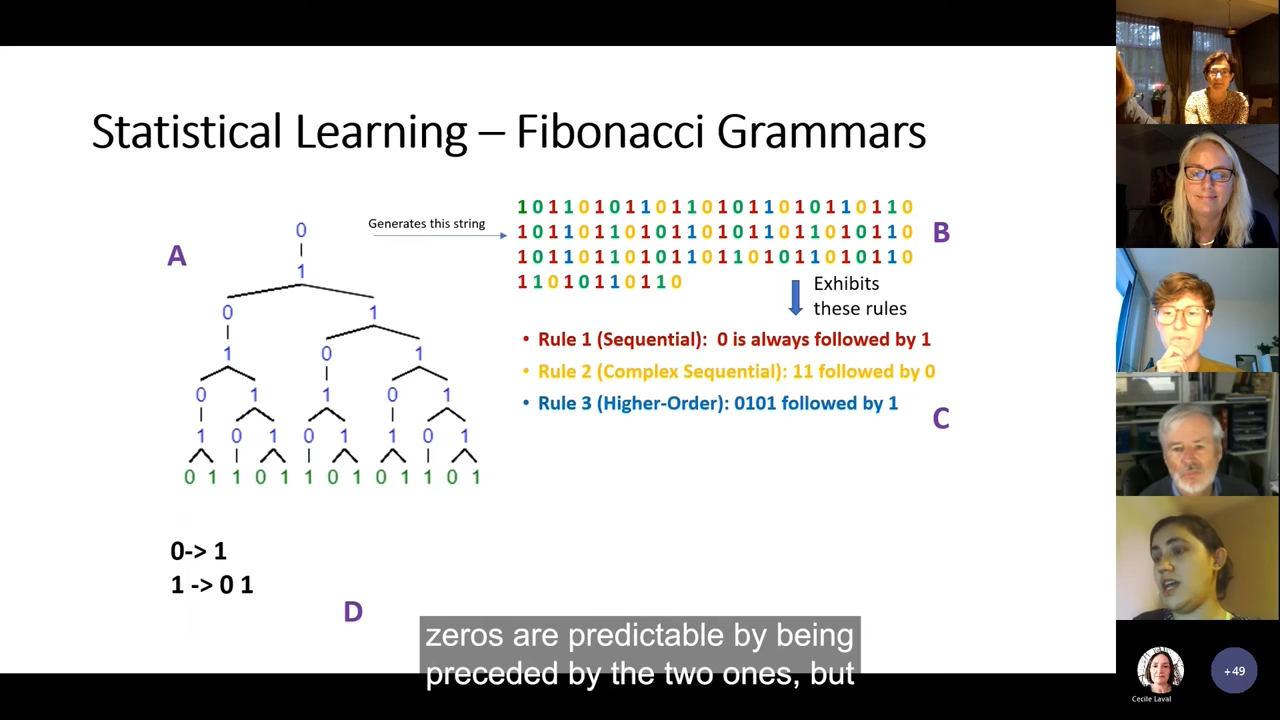 Statistical Learning – Fibonacci Grammars
A
0
1
0 1
1 0 1
0 1 1 0 1
1 0 1 0 1 1 0 1
0 1 1 0 1 1 0 1 0 1 1 0 1
Generates this string
1 0 1 1 0 1 0 1 1 0 1 1 0 1 0 1 1 0 1 0 1 1 0 1 1 0
1 0 1 1 0 1 1 0 1 0 1 1 0 1 0 1 1 0 1 1 0 1 0 1 1 0
1 0 1 1 0 1 1 0 1 0 1 1 0 1 1 0 1 0 1 1 0 1 0 1 1 0
1 1 0 1 0 1 1 0 1 1 0
B
Exhibits
these rules
• Rule 1 (Sequential): 0 is always followed by 1
• Rule 2 (Complex Sequential): 11 followed by 0
• Rule 3 (Higher-Order): 0101 followed by 1
C
0-> 1
1 -> 0 1
D
zeros are predictable by being
preceded by the two ones, but
Cecile Laval
+49